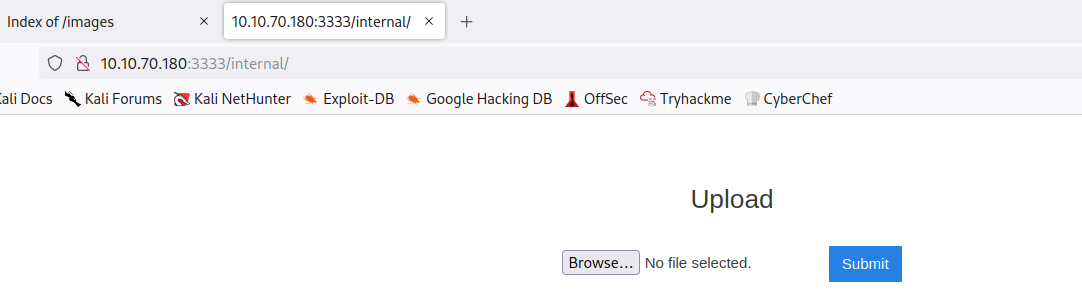 Index of /images × 10.10.70.180:3333/internal/ × +
10.10.70.180:3333/internal/
Kali Docs Kali Forums Kali NetHunter Exploit-DB Google Hacking DB OffSec Tryhackme CyberChef
Upload
Browse... No file selected. Submit